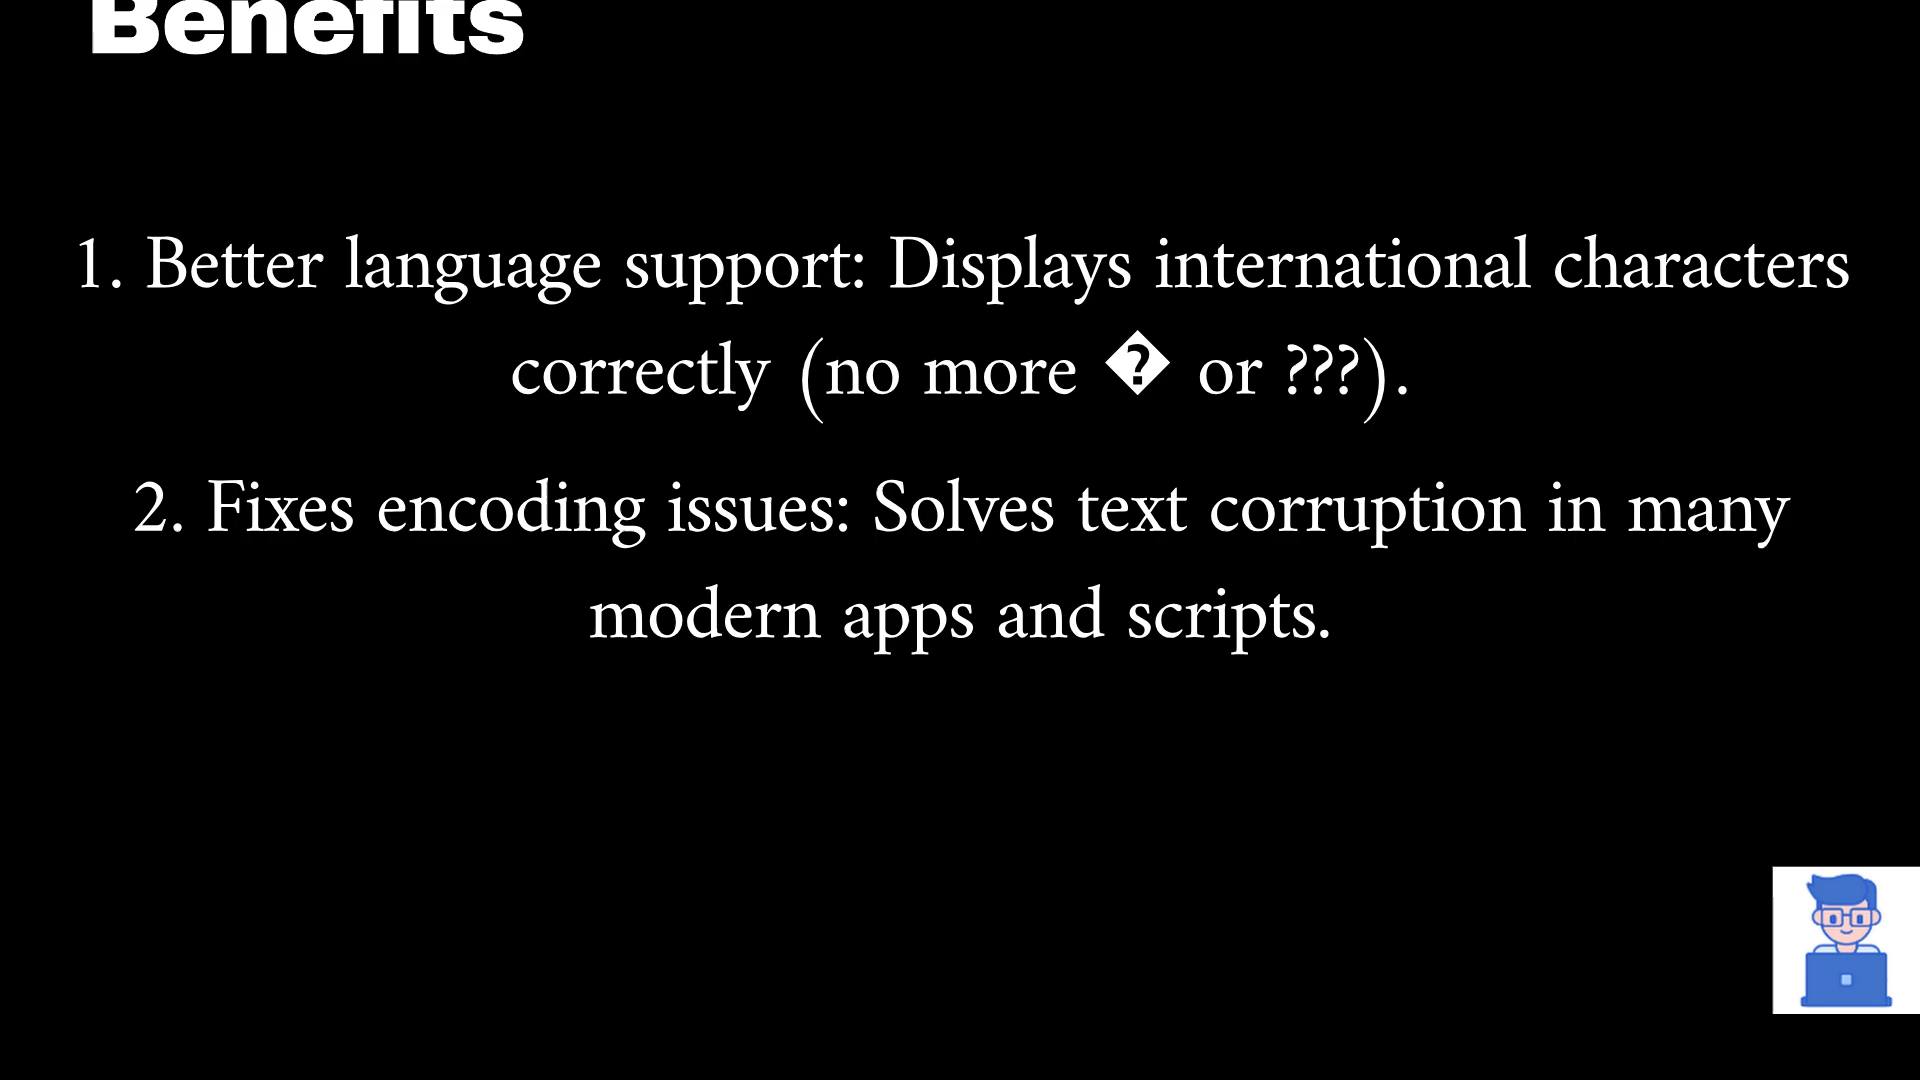 Benefits
1. Better language support: Displays international characters
correctly (no more � or ???).
2. Fixes encoding issues: Solves text corruption in many
modern apps and scripts.